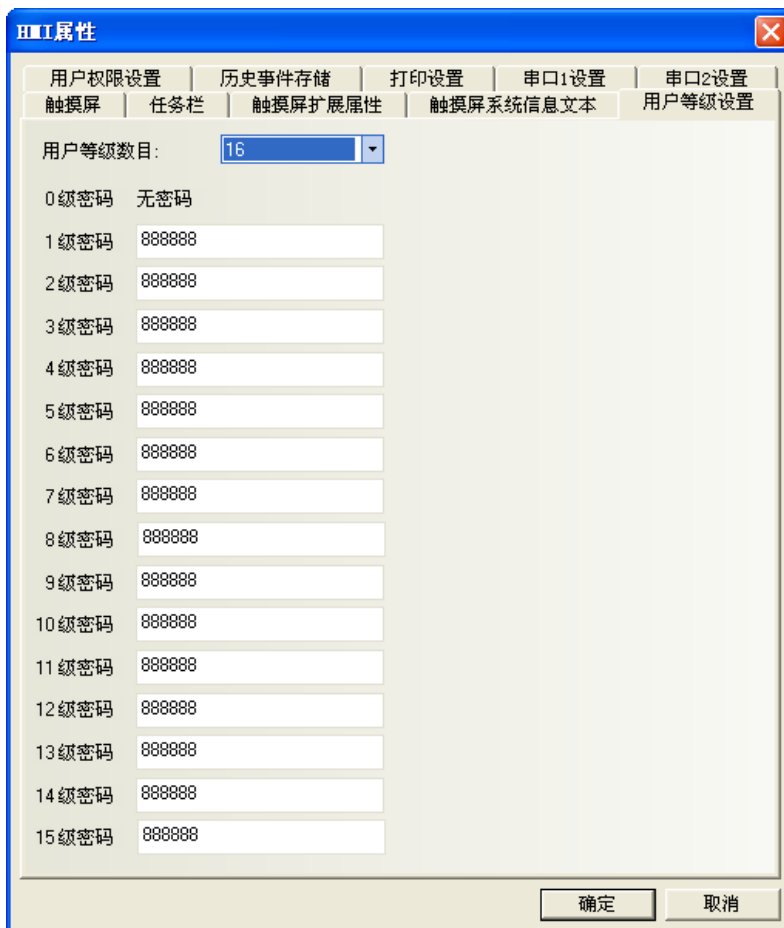 HMI属性
用户权限设置 历史事件存储 打印设置 串口1设置 串口2设置
触摸屏 任务栏 触摸屏扩展属性 触摸屏系统信息文本 用户等级设置
用户等级数目: 16
0级密码 无密码
1级密码 888888
2级密码 888888
3级密码 888888
4级密码 888888
5级密码 888888
6级密码 888888
7级密码 888888
8级密码 888888
9级密码 888888
10级密码 888888
11级密码 888888
12级密码 888888
13级密码 888888
14级密码 888888
15级密码 888888
确定 取消